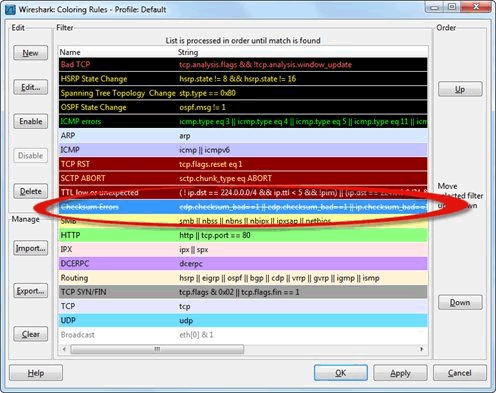 Wireshark: Coloring Rules - Profile: Default
Edit
Filter
Order
List is processed in order until match is found
Name String
New
Edit...
Enable
Disable
Delete
Manage
Import...
Export...
Clear
Bad TCP tcp.analysis.flags && !tcp.analysis.window_update
HSRP State Change hsrp.state != 8 && hsrp.state != 16
Spanning Tree Topology Change stp.type == 0x80
OSPF State Change ospf.msg != 1
ICMP errors icmp.type eq 3 || icmp.type eq 4 || icmp.type eq 5 || icmp.type eq 11 || icm
ARP arp
ICMP icmp || icmpv6
TCP RST tcp.flags.reset eq 1
SCTP ABORT sctp.chunk_type eq ABORT
TTL low or unexpected ( ! ip.dst == 224.0.0.0/4 && ip.ttl < 5 && !pim) || (ip.dst ==
Checksum Errors cdp.checksum_bad==1 || edp.checksum_bad==1 || ip.checksum_bad==
SMB smb || nbss || nbns || nbipx || ipxsap || netbios
HTTP http || tcp.port == 80
IPX ipx || spx
DCERPC dcerpc
Routing hsrp || eigrp || ospf || bgp || cdp || vrrp || gvrp || igmp || ismp
TCP SYN/FIN tcp.flags & 0x02 || tcp.flags.fin == 1
TCP tcp
UDP udp
Broadcast eth[0] & 1
Up
Move
selected filter
Down
Help
OK
Apply
Cancel